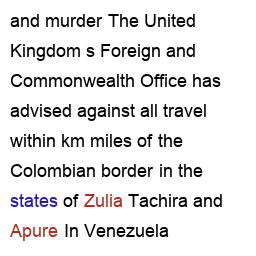 and murder The United
Kingdom s Foreign and
Commonwealth Office has
advised against all travel
within km miles of the
Colombian border in the
states of Zulia Tachira and
Apure In Venezuela